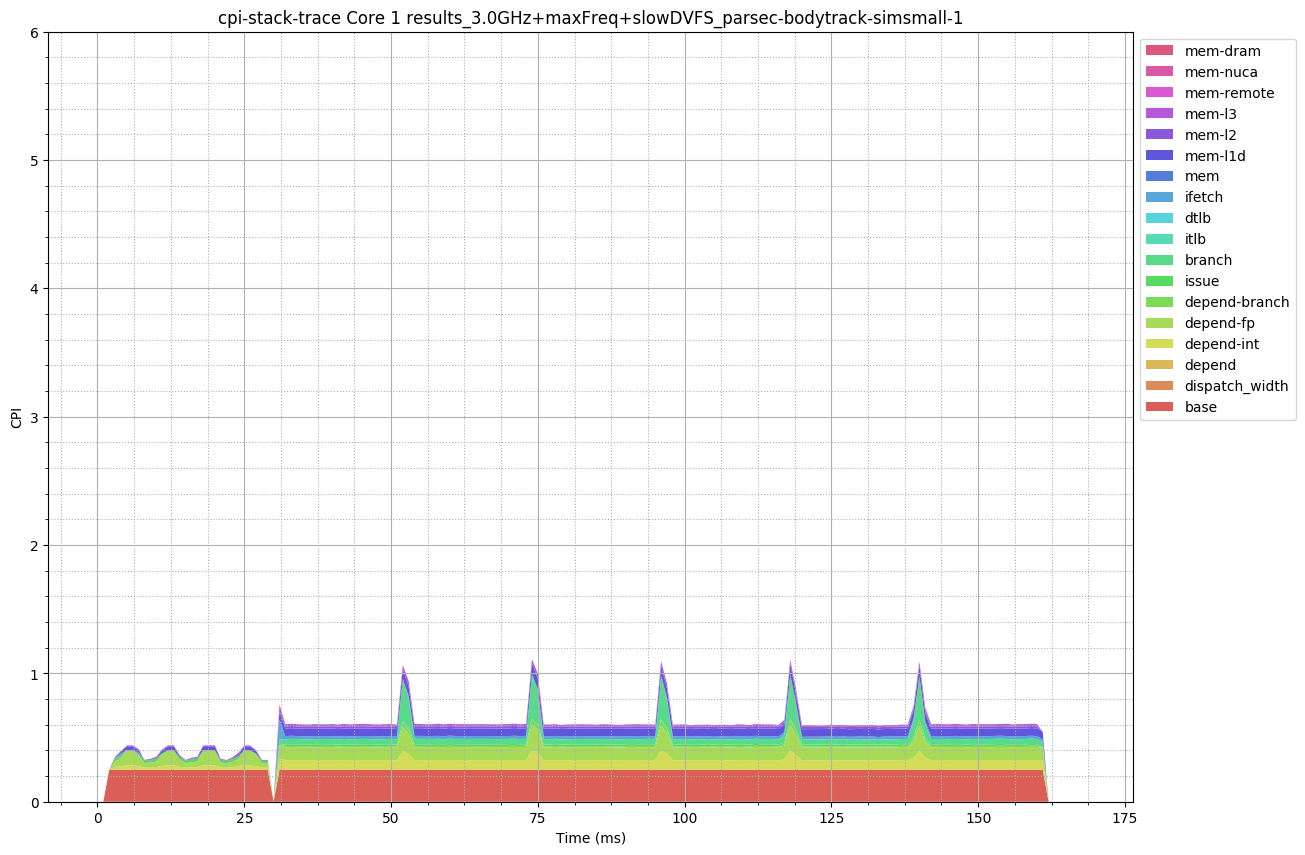 cpi-stack-trace Core 1 results_3.0GHz+maxFreq+slowDVFS_parsec-bodytrack-simsmall-1
6
5
4
3
2
1
0
CPI
0 25 50 75 100 125 150 175
Time (ms)
mem-dram
mem-nuca
mem-remote
mem-l3
mem-l2
mem-l1d
mem
ifetch
dtlb
itlb
branch
issue
depend-branch
depend-fp
depend-int
depend
dispatch_width
base